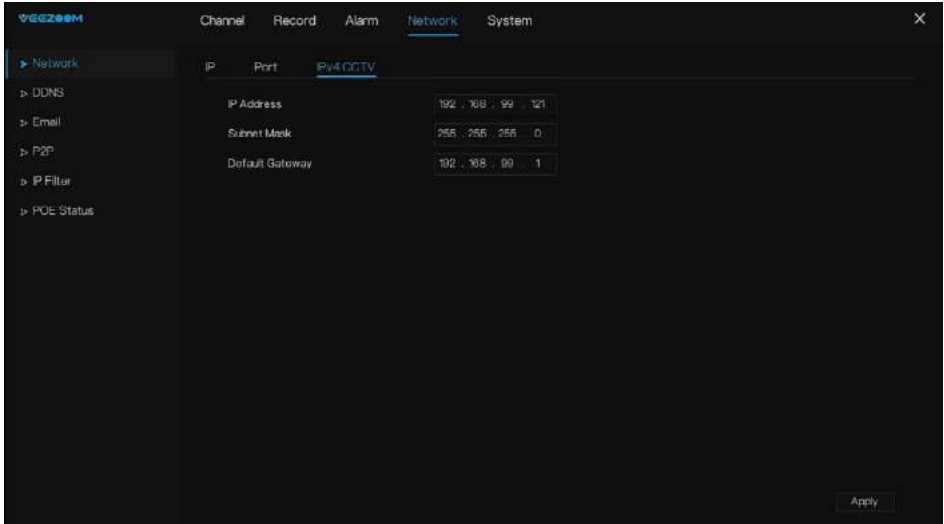 VEEZOOM Channel Record Alarm Network System
Network
IP Port IPv4 CCTV
DDNS
IP Address 192 . 168 . 99 . 121
Email
Subnet Mask 255 . 255 . 255 . 0
P2P
Default Gateway 192 . 168 . 99 . 1
IP Filter
POE Status
Apply